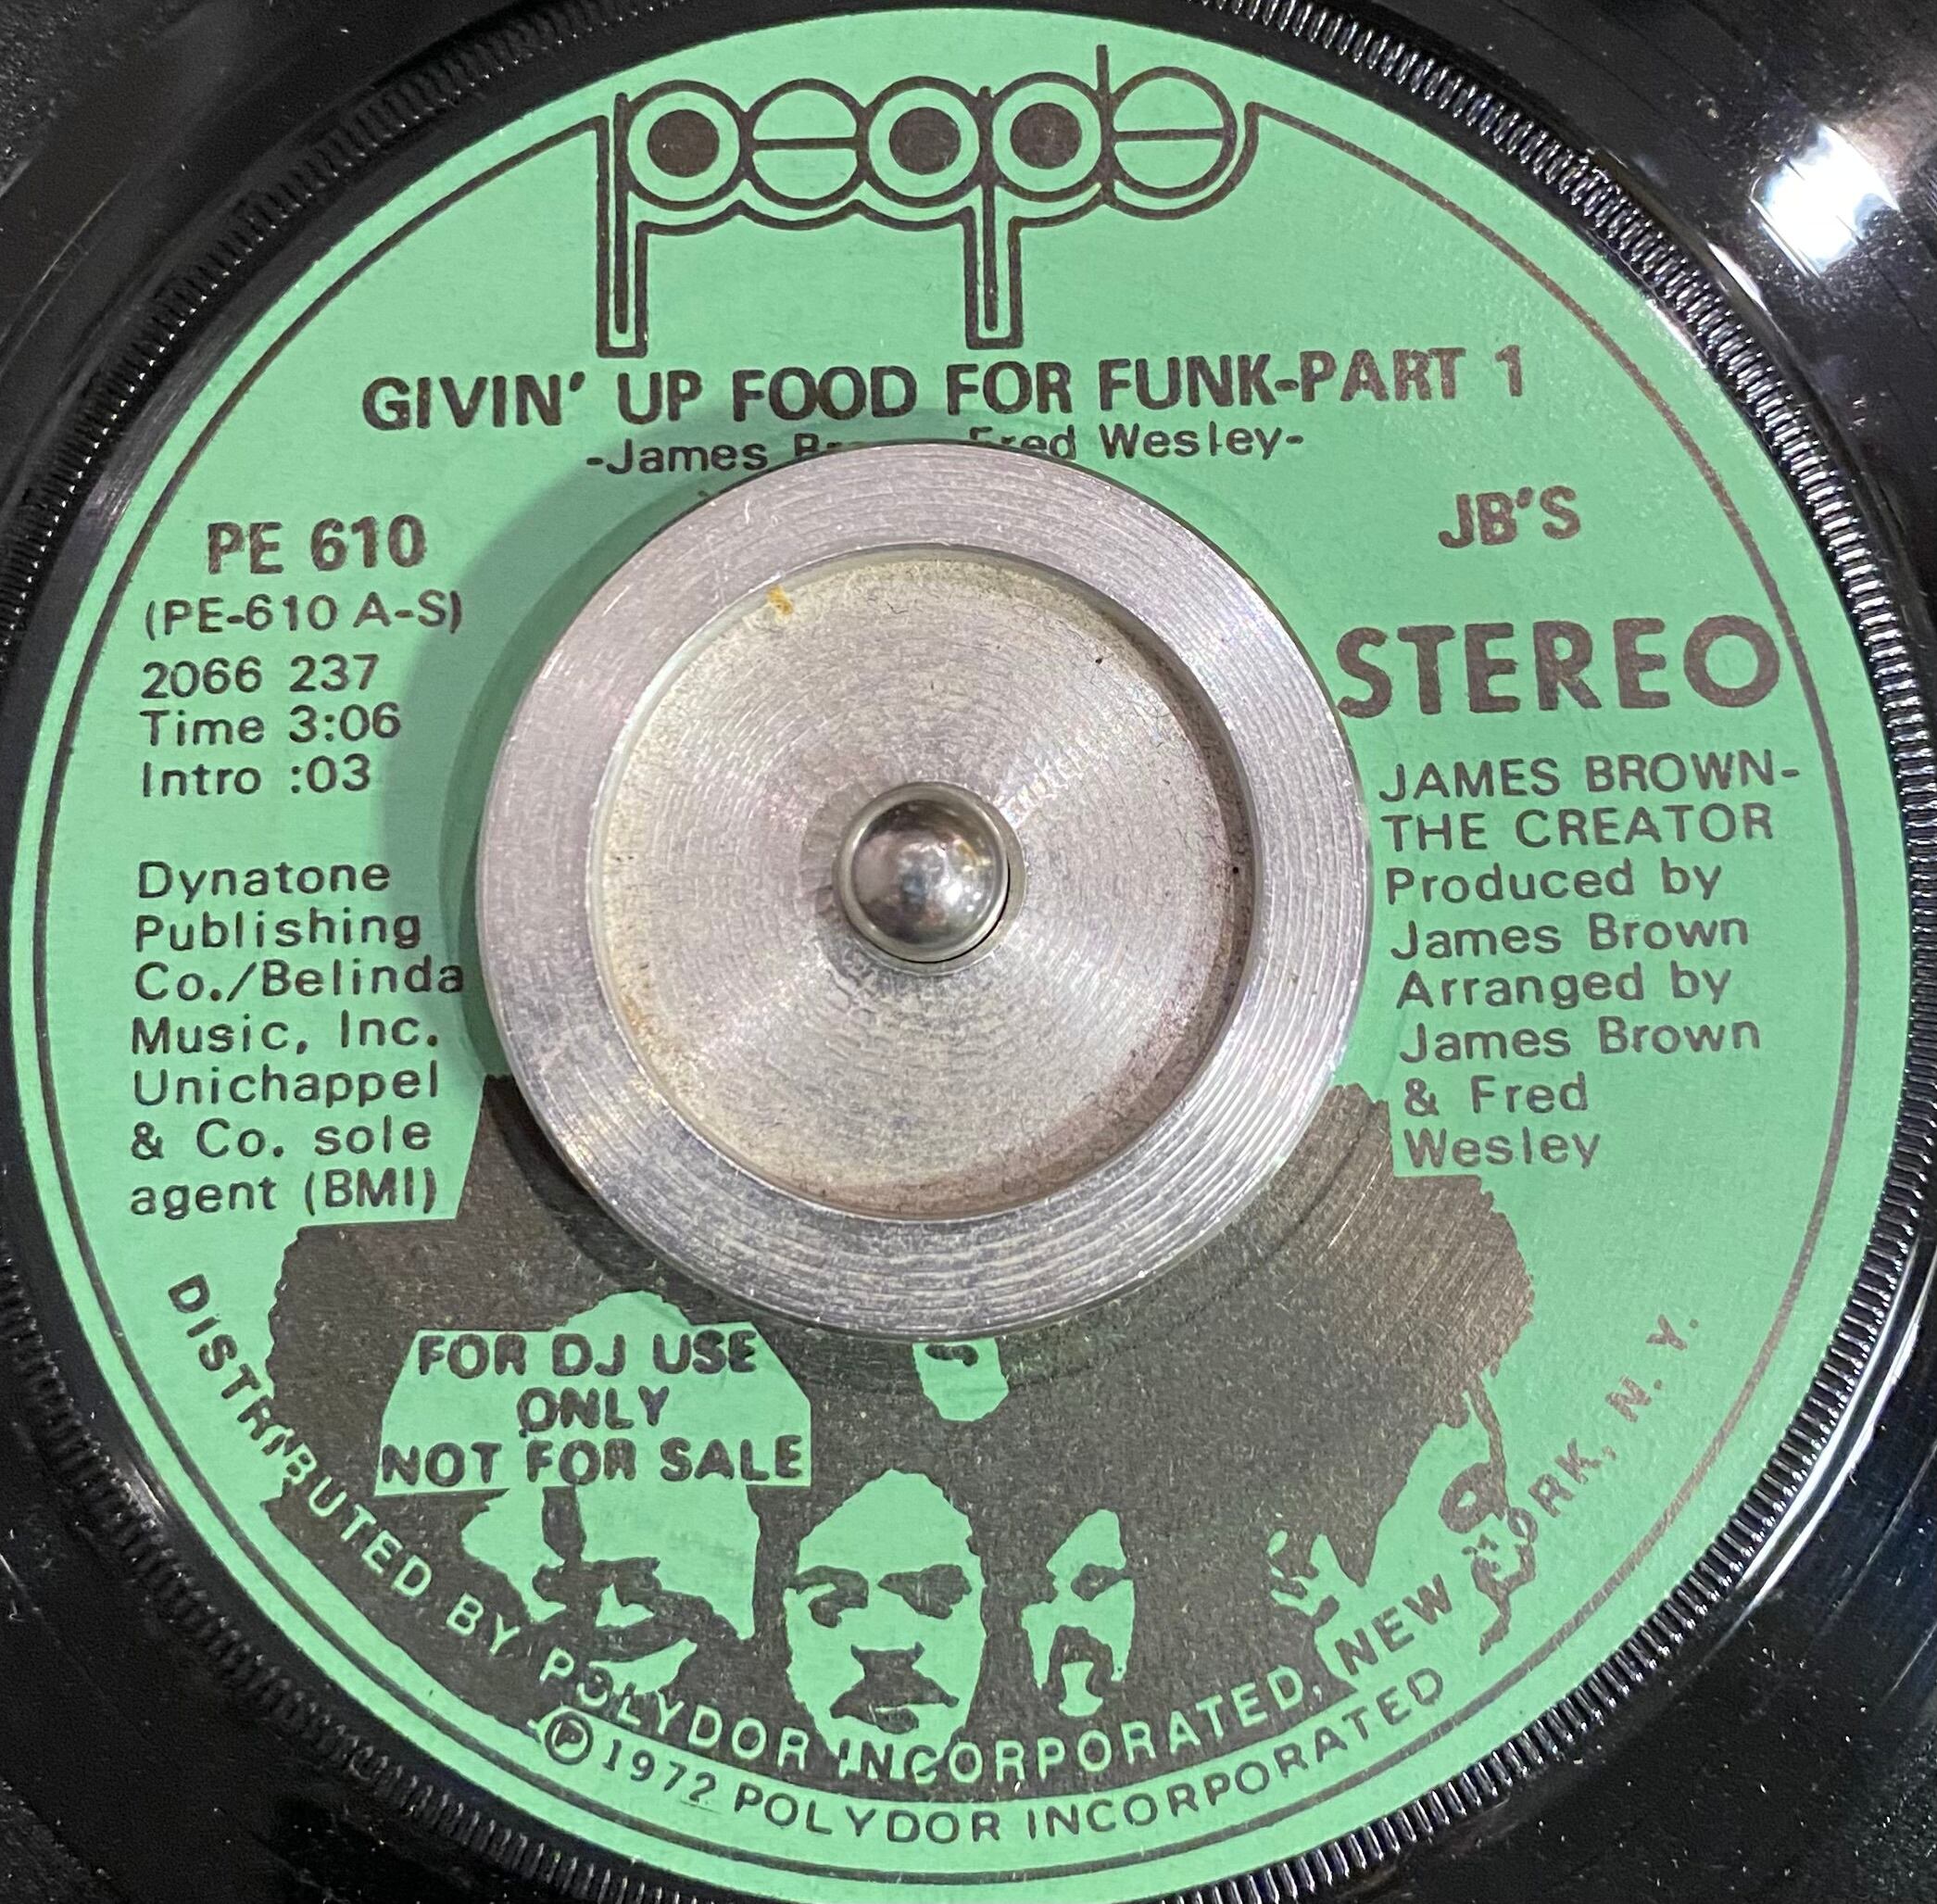 people
GIVIN' UP FOOD FOR FUNK-PART 1
-James Fred Wesley-
PE 610
(PE-610 A-S)
2066 237
Time 3:06
Intro :03
Dynatone
Publishing
Co./Belinda
Music, Inc.
Unichappel
& Co. sole
agent (BMI)
JB'S
STEREO
JAMES BROWN-
THE CREATOR
Produced by
James Brown
Arranged by
James Brown
& Fred
Wesley
FOR DJ USE
ONLY
NOT FOR SALE
DISTRIBUTED BY POLYDOR INCORPORATED, NEW YORK, N. Y.
Ⓟ 1972 POLYDOR INCORPORATED